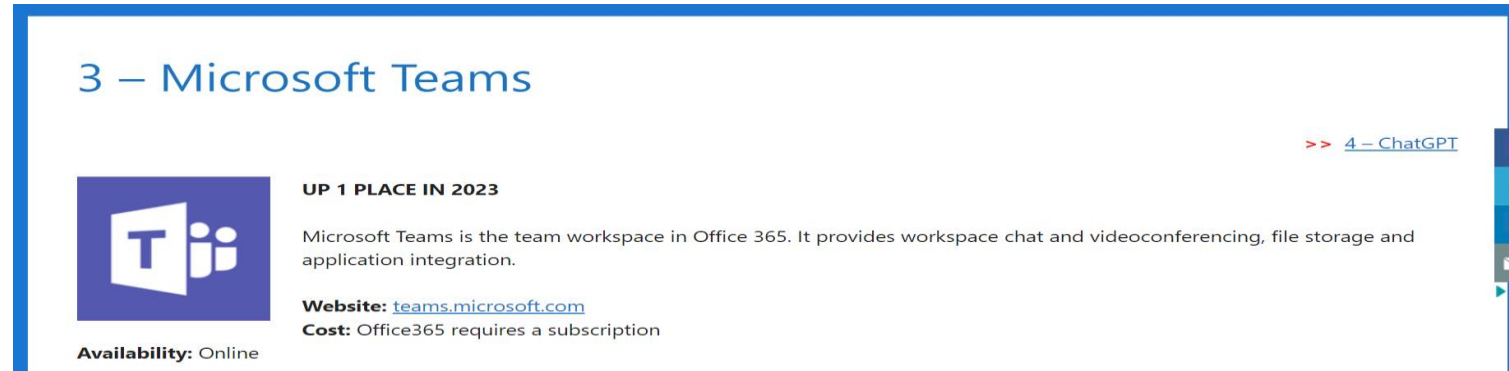 3 – Microsoft Teams
>> 4 – ChatGPT
UP 1 PLACE IN 2023
Microsoft Teams is the team workspace in Office 365. It provides workspace chat and videoconferencing, file storage and
application integration.
T
Website: teams.microsoft.com
Cost: Office365 requires a subscription
Availability: Online